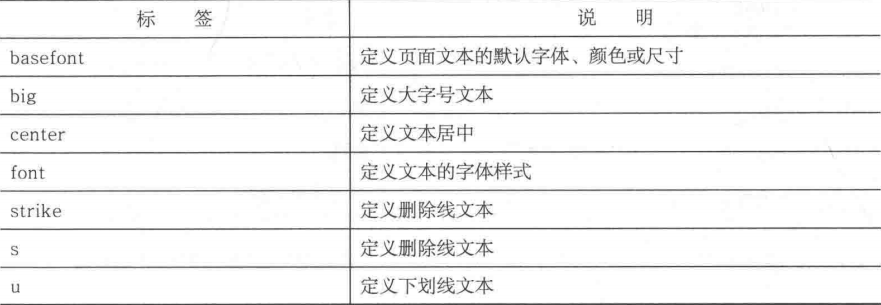 标 签 说 明
basefont 定义页面文本的默认字体、颜色或尺寸
big 定义大字号文本
center 定义文本居中
font 定义文本的字体样式
strike 定义删除线文本
s 定义删除线文本
u 定义下划线文本